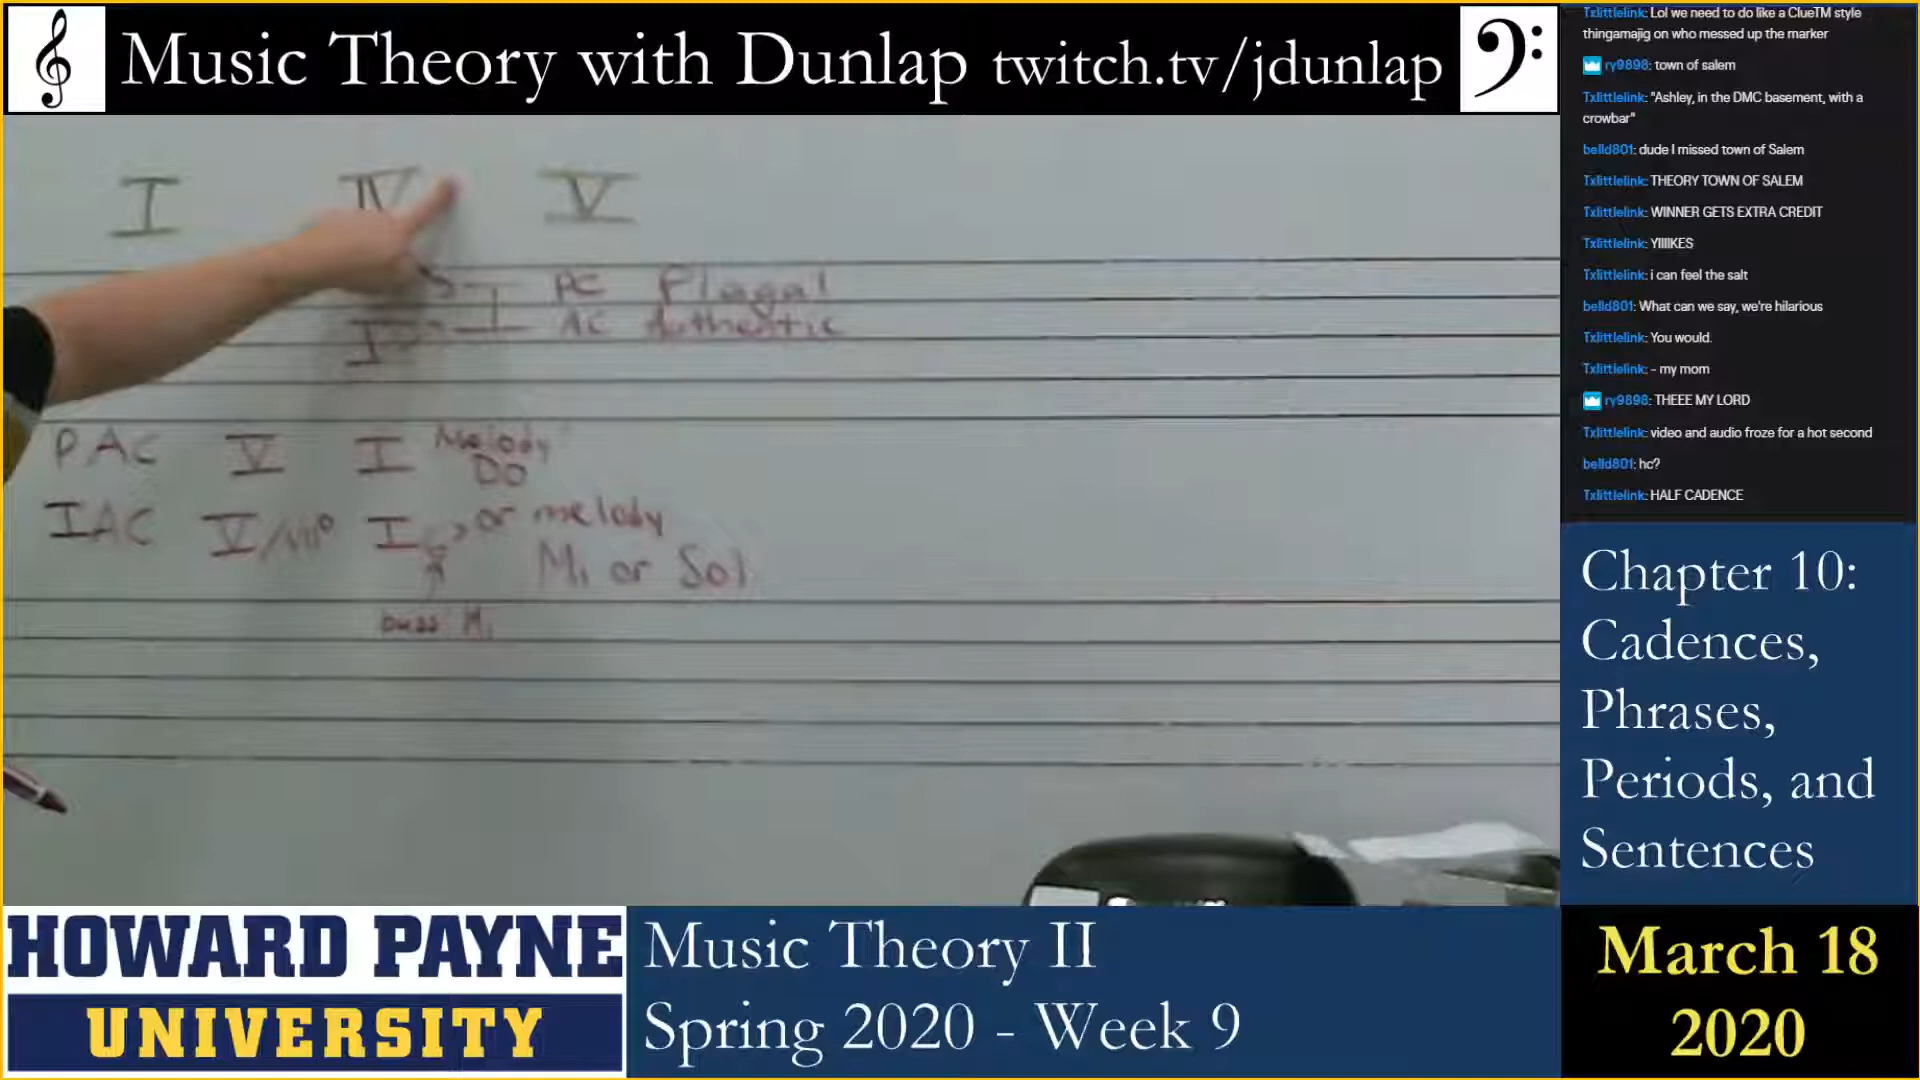 Music Theory with Dunlap twitch.tv/jdunlap
I IV V
PC Plagal
I AC Authentic
PAC V I Melody
DO
IAC V/vii° I6, or melody
Mi or Sol
bass Mi
Txlittlelink: Lol we need to do like a ClueTM style
thingamajig on who messed up the marker
ry9898: town of salem
Txlittlelink: "Ashley, in the DMC basement, with a
crowbar"
belld801: dude I missed town of Salem
Txlittlelink: THEORY TOWN OF SALEM
Txlittlelink: WINNER GETS EXTRA CREDIT
Txlittlelink: YIIIIKES
Txlittlelink: i can feel the salt
belld801: What can we say, we're hilarious
Txlittlelink: You would.
Txlittlelink: - my mom
ry9898: THEEE MY LORD
Txlittlelink: video and audio froze for a hot second
belld801: hc?
Txlittlelink: HALF CADENCE
Chapter 10:
Cadences,
Phrases,
Periods, and
Sentences
HOWARD PAYNE
UNIVERSITY
Music Theory II
Spring 2020 - Week 9
March 18
2020